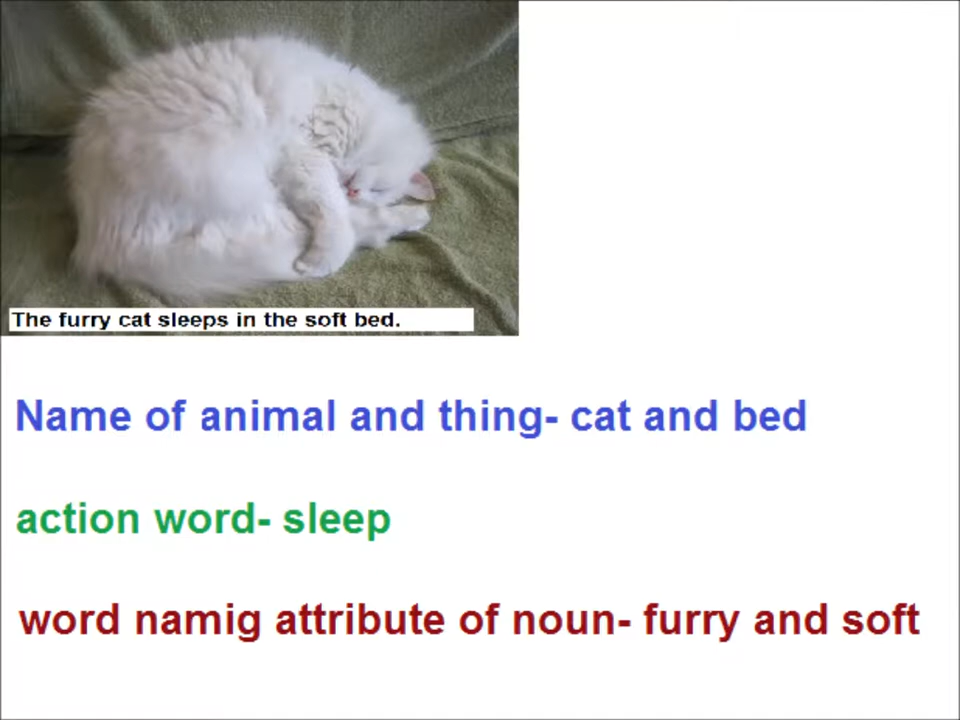 The furry cat sleeps in the soft bed.
Name of animal and thing- cat and bed
action word- sleep
word namig attribute of noun- furry and soft